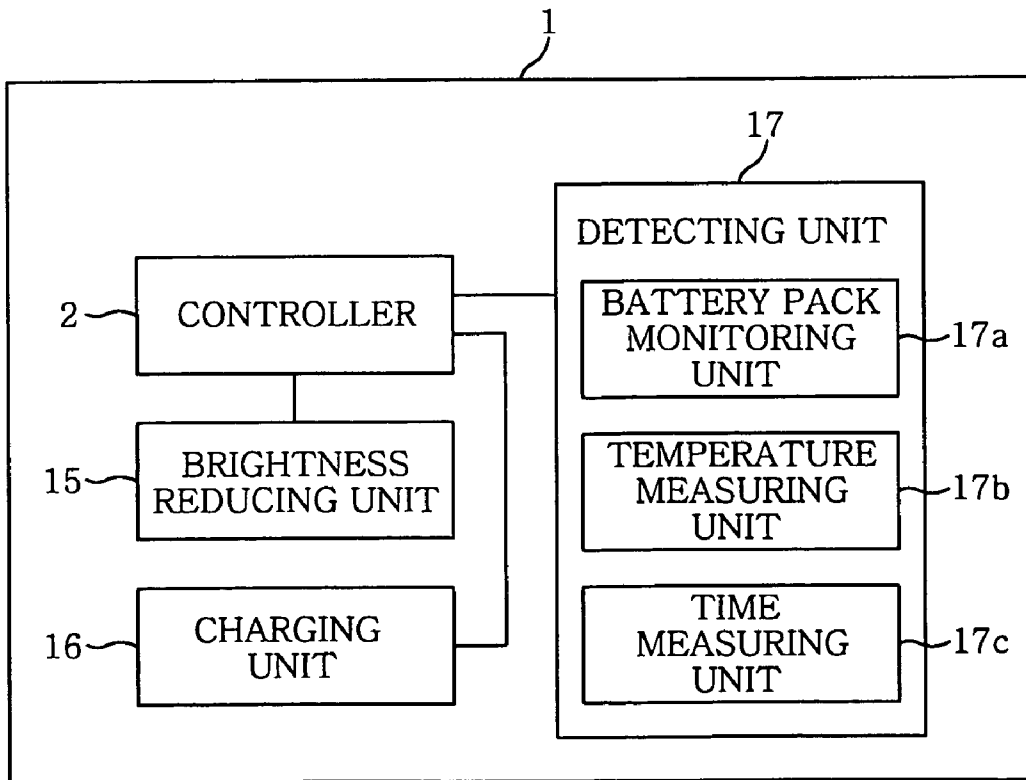 1
17
DETECTING UNIT
2
CONTROLLER
BATTERY PACK
MONITORING
UNIT
17a
15
BRIGHTNESS
REDUCING UNIT
TEMPERATURE
MEASURING
UNIT
17b
16
CHARGING
UNIT
TIME
MEASURING
UNIT
17c